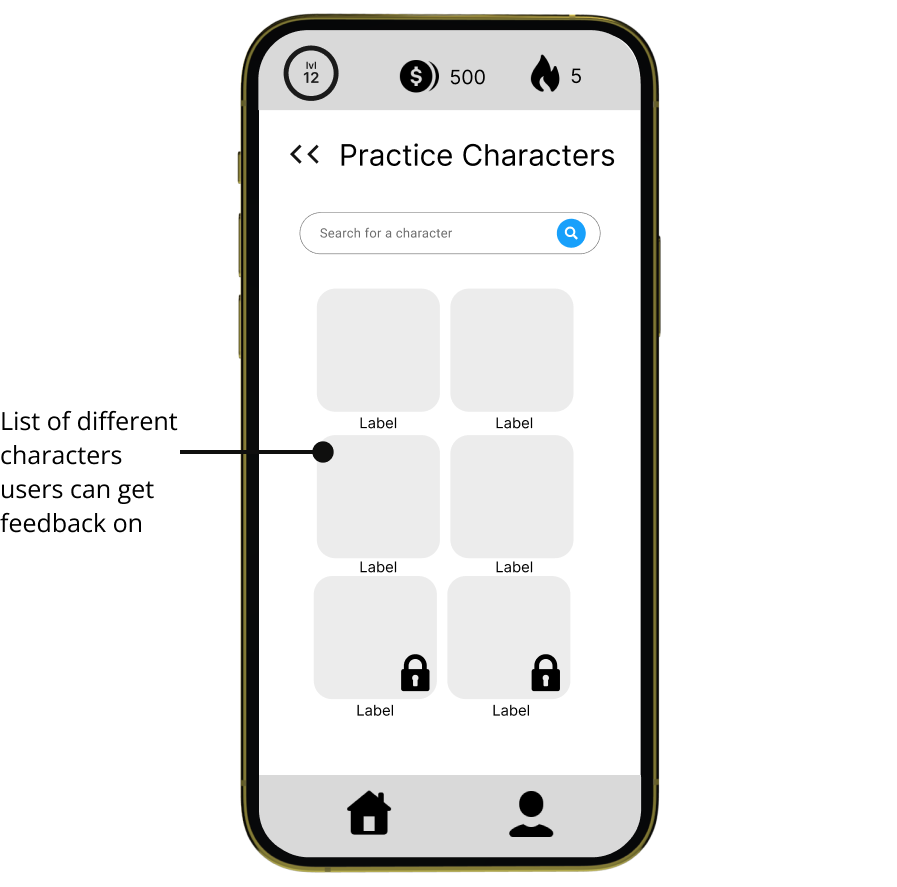 lvl
12
$
500
5
Practice Characters
Search for a character
Label
Label
List of different
characters
users can get
feedback on
Label
Label
Label
Label